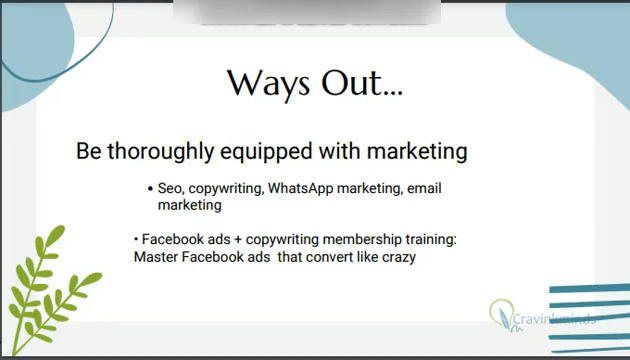 Ways Out...
Be thoroughly equipped with marketing
• Seo, copywriting, WhatsApp marketing, email
marketing
• Facebook ads + copywriting membership training:
Master Facebook ads that convert like crazy
Cravinkminds